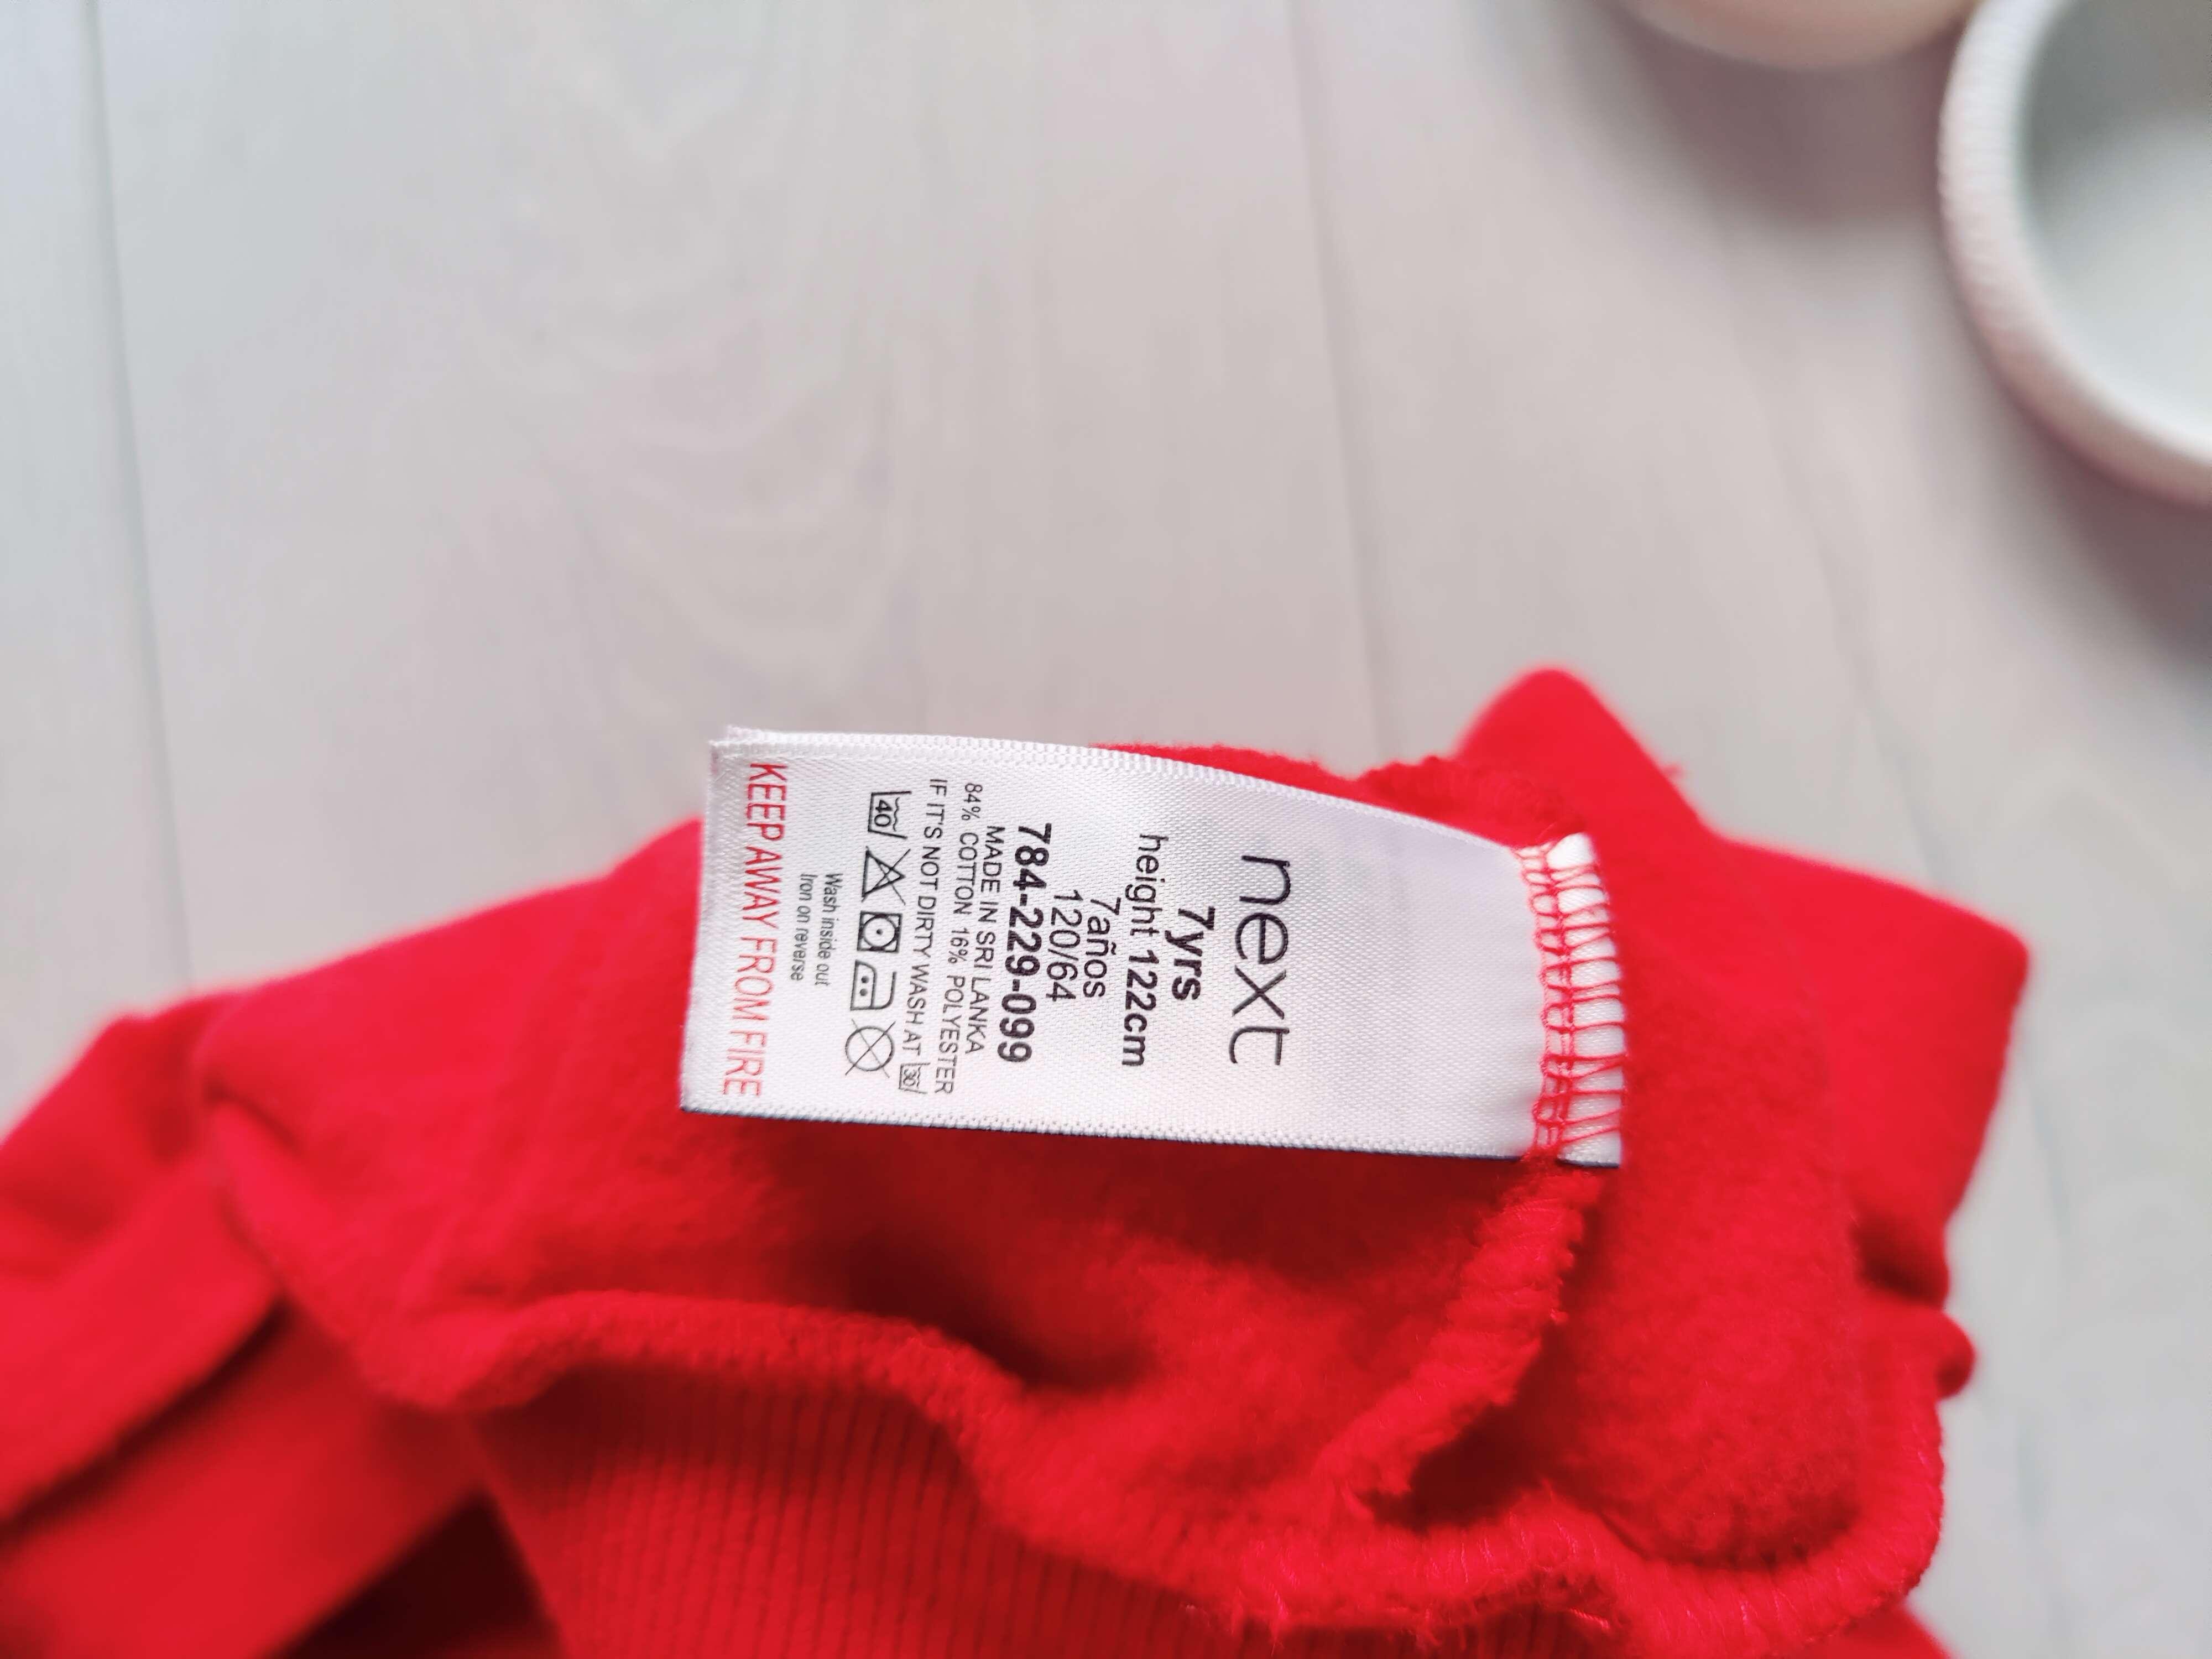 next
7yrs
height 122cm
7años
120/64
784-229-099
MADE IN SRI LANKA
84% COTTON 16% POLYESTER
IF IT'S NOT DIRTY WASH AT 30
40
Wash inside out
Iron on reverse
KEEP AWAY FROM FIRE